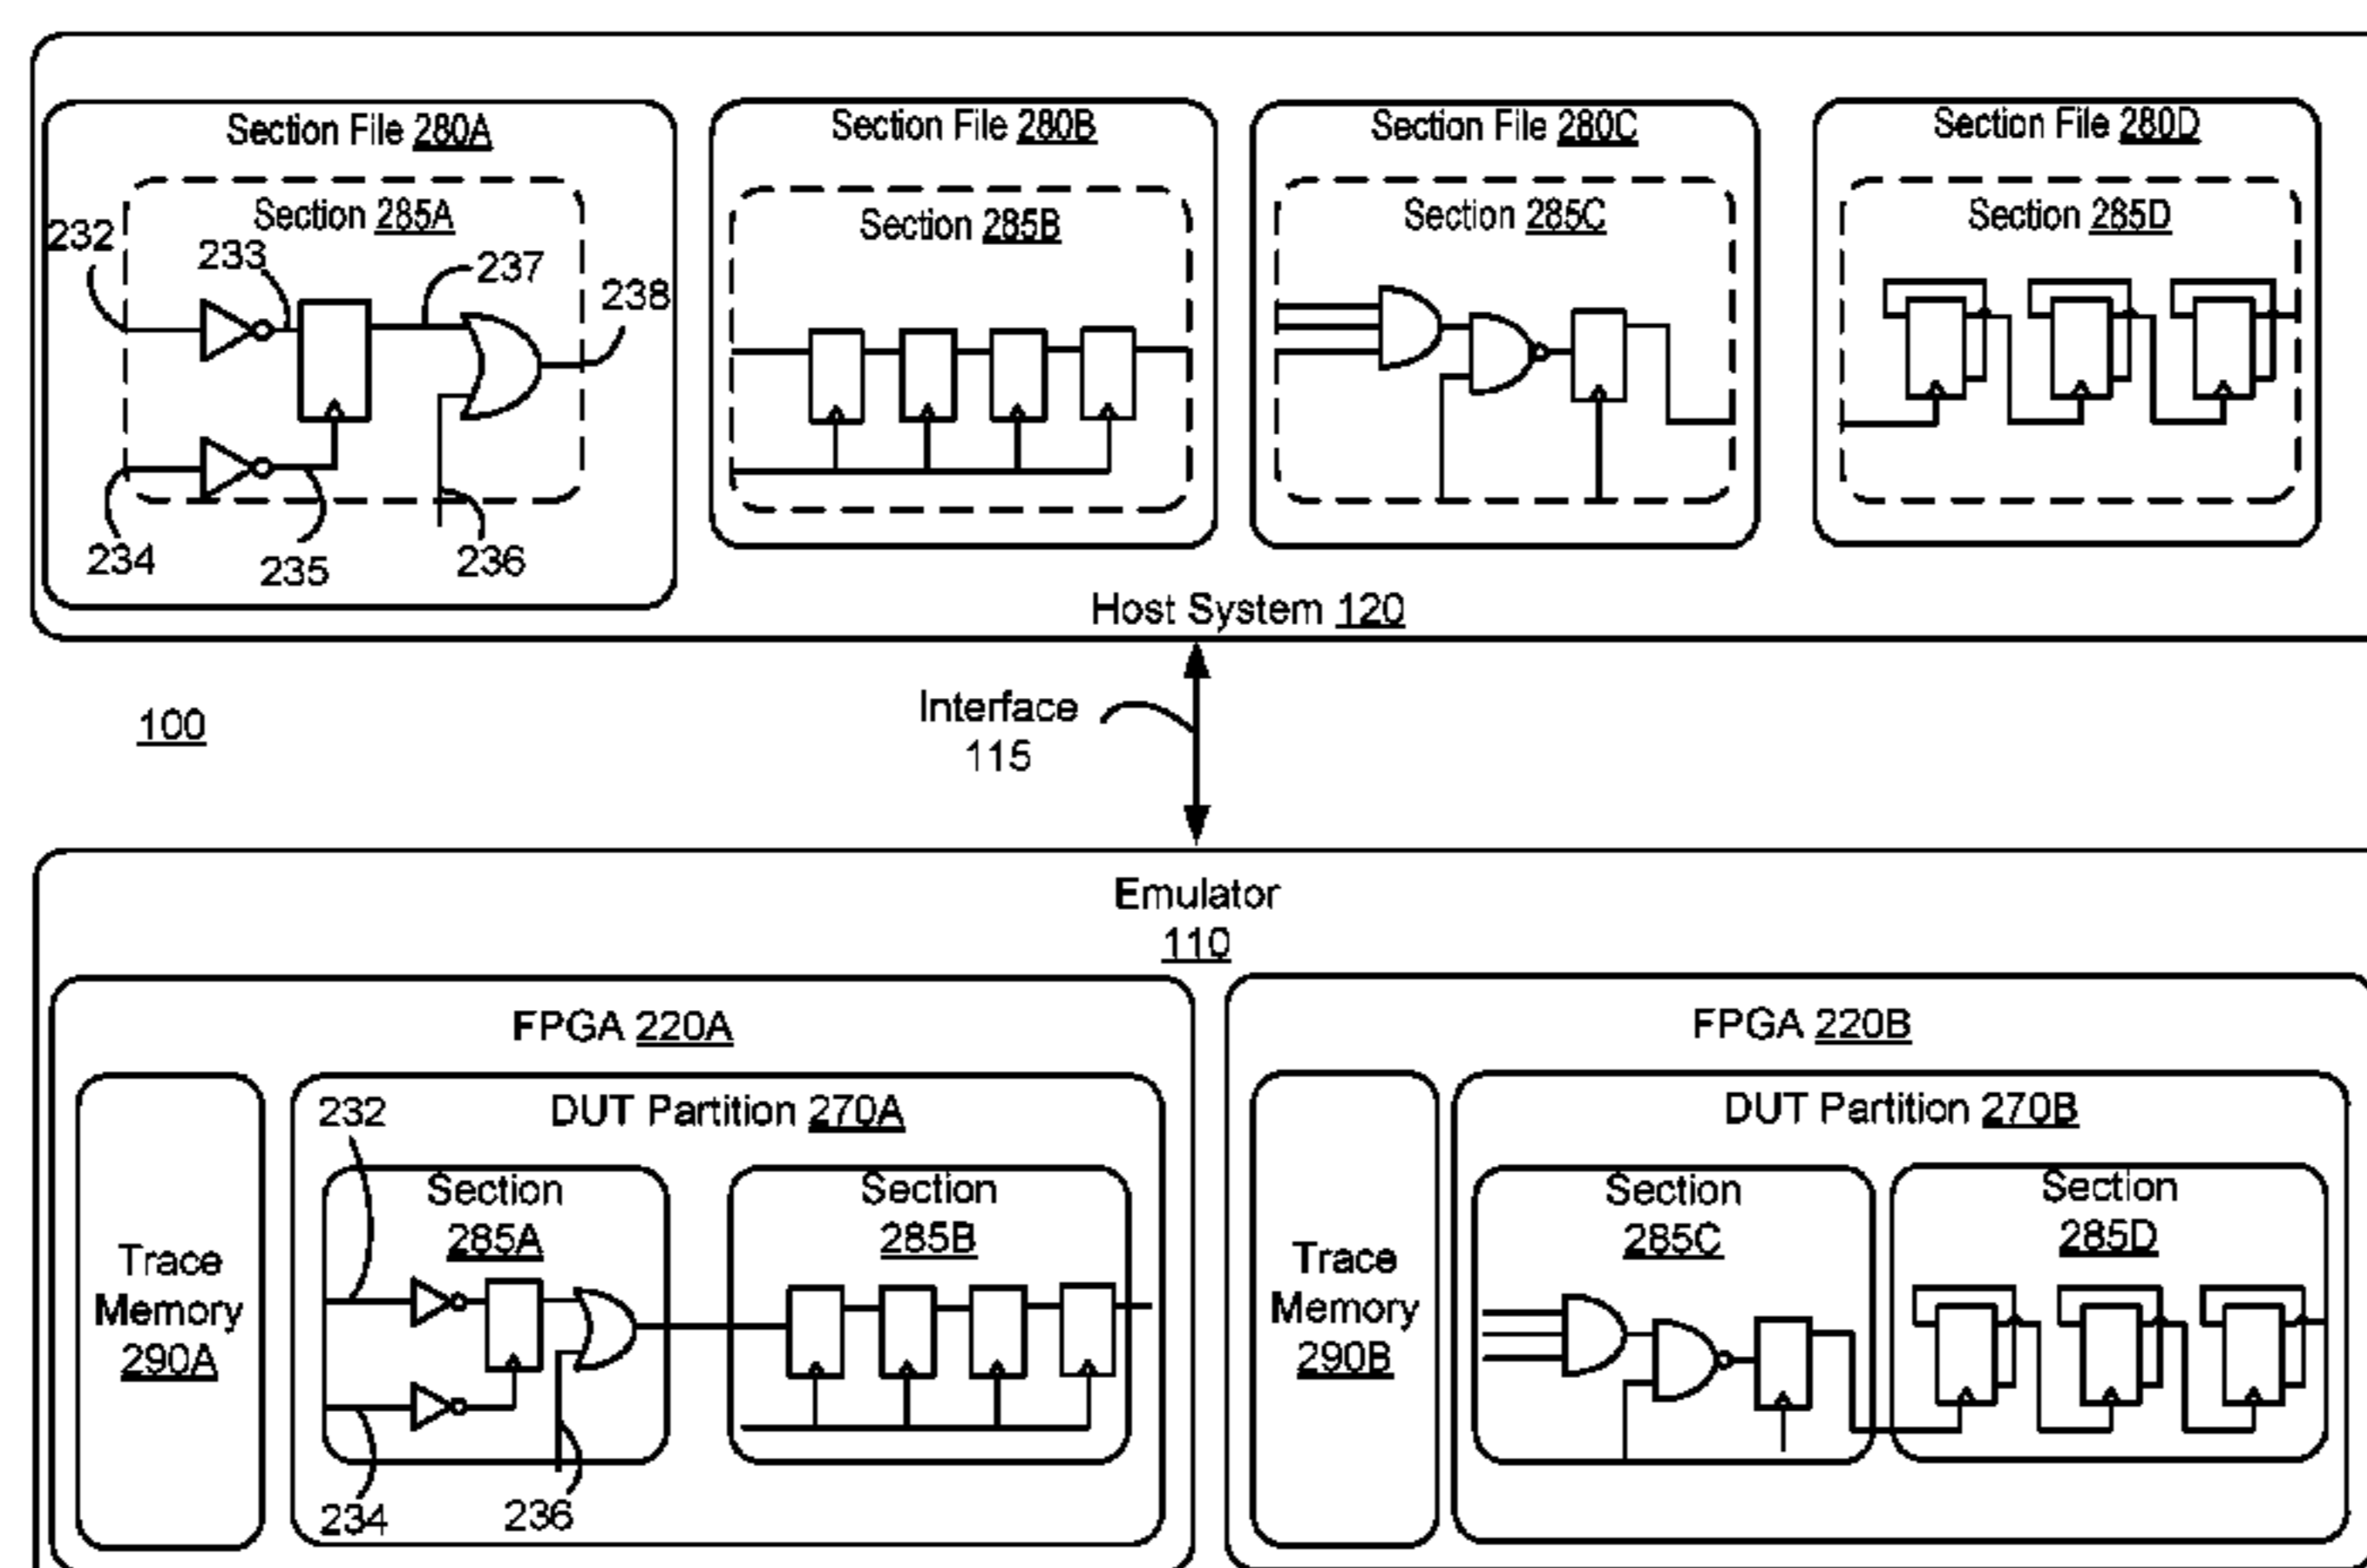 Section File 280A
Section 285A
232
233
237
238
234
235
236
Section File 280B
Section 285B
Section File 280C
Section 285C
Section File 280D
Section 285D
Host System 120
100
Interface
115
Emulator
110
FPGA 220A
Trace
Memory
290A
DUT Partition 270A
232
Section
285A
234
236
Section
285B
FPGA 220B
Trace
Memory
290B
DUT Partition 270B
Section
285C
Section
285D